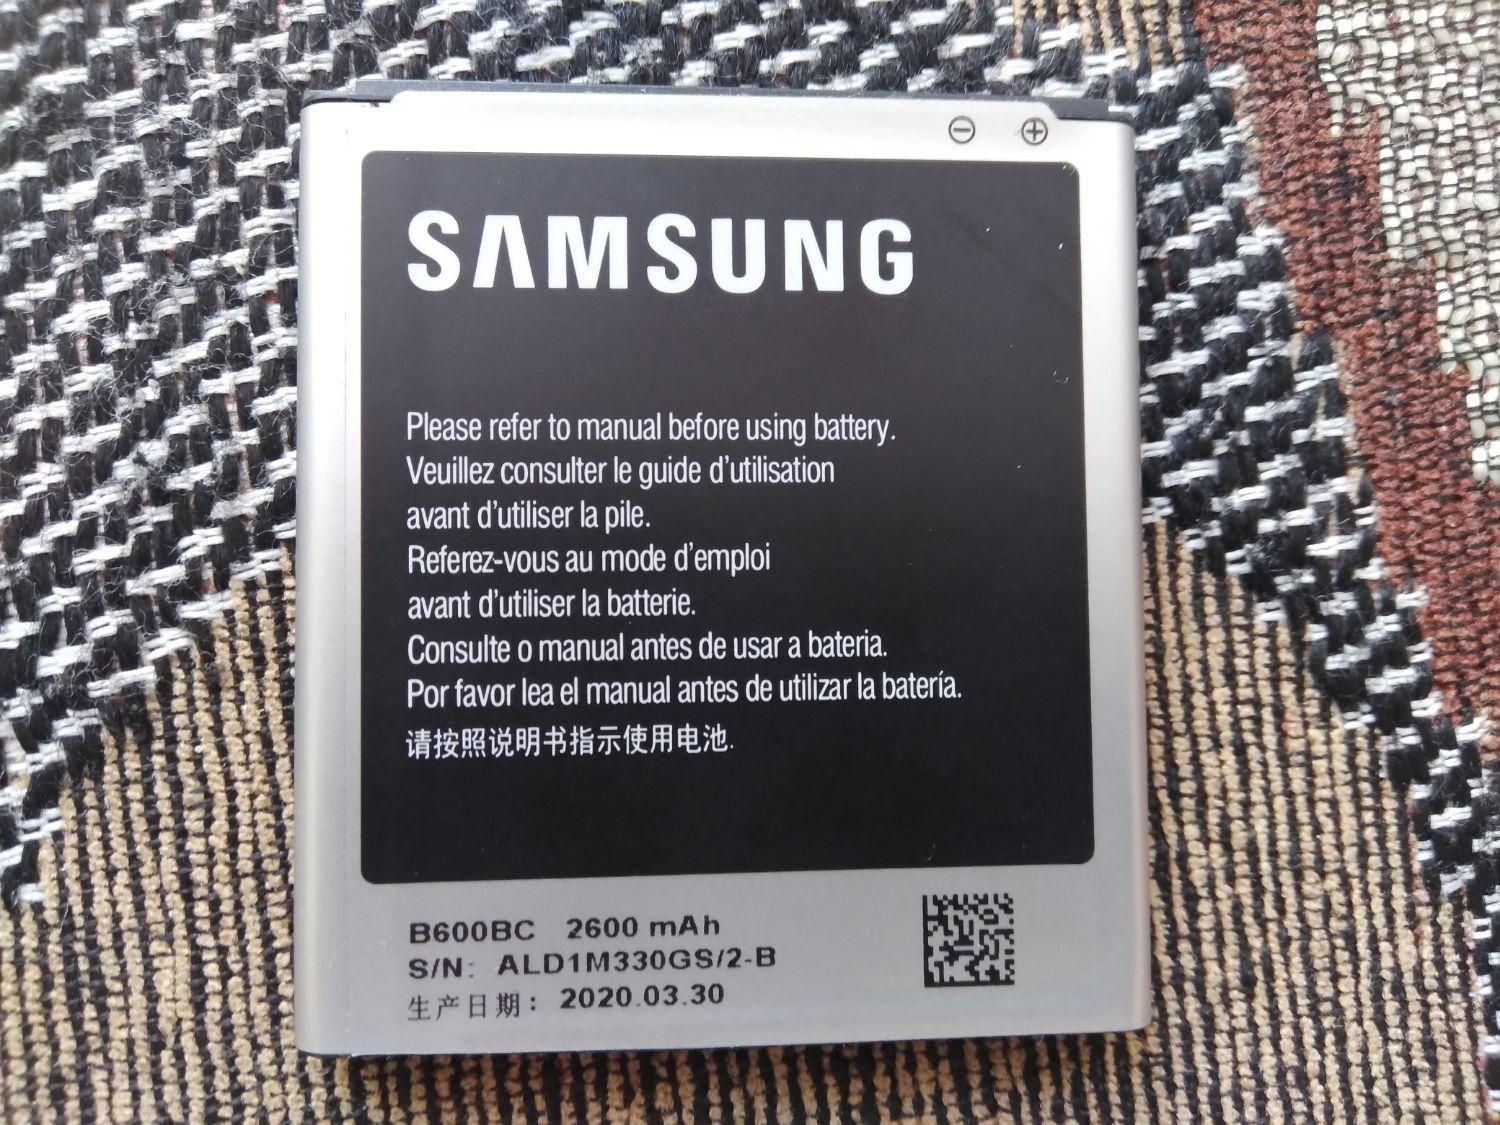 SAMSUNG
Please refer to manual before using battery.
Veuillez consulter le guide d'utilisation
avant d'utiliser la pile.
Referez-vous au mode d'emploi
avant d'utiliser la batterie.
Consulte o manual antes de usar a bateria.
Por favor lea el manual antes de utilizar la batería.
请按照说明书指示使用电池.
B600BC 2600 mAh
S/N: ALD1M330GS/2-B
生产日期: 2020.03.30